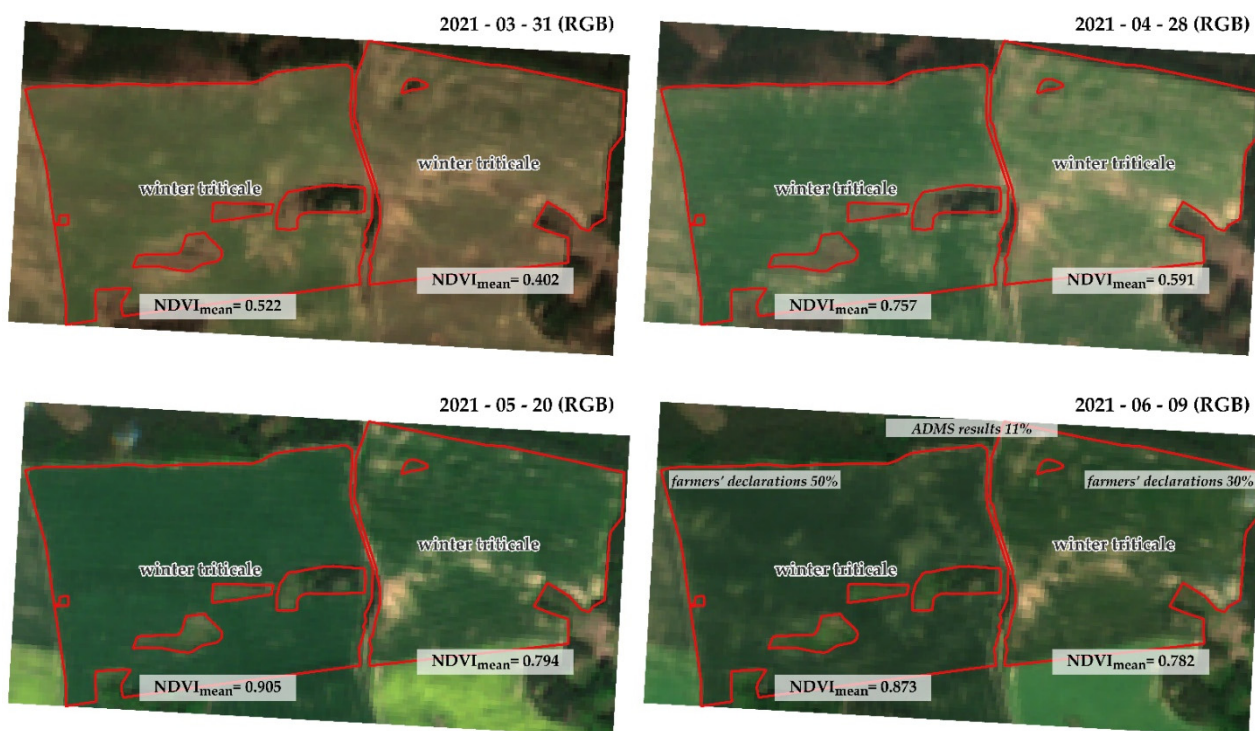 2021 - 03 - 31 (RGB)
winter triticale
winter triticale
NDVImean= 0.402
NDVImean= 0.522
2021 - 04 - 28 (RGB)
winter triticale
winter triticale
NDVImean= 0.591
NDVImean= 0.757
2021 - 05 - 20 (RGB)
winter triticale
winter triticale
NDVImean= 0.794
NDVImean= 0.905
2021 - 06 - 09 (RGB)
ADMS results 11%
farmers' declarations 50%
farmers' declarations 30%
winter triticale
winter triticale
NDVImean= 0.782
NDVImean= 0.873